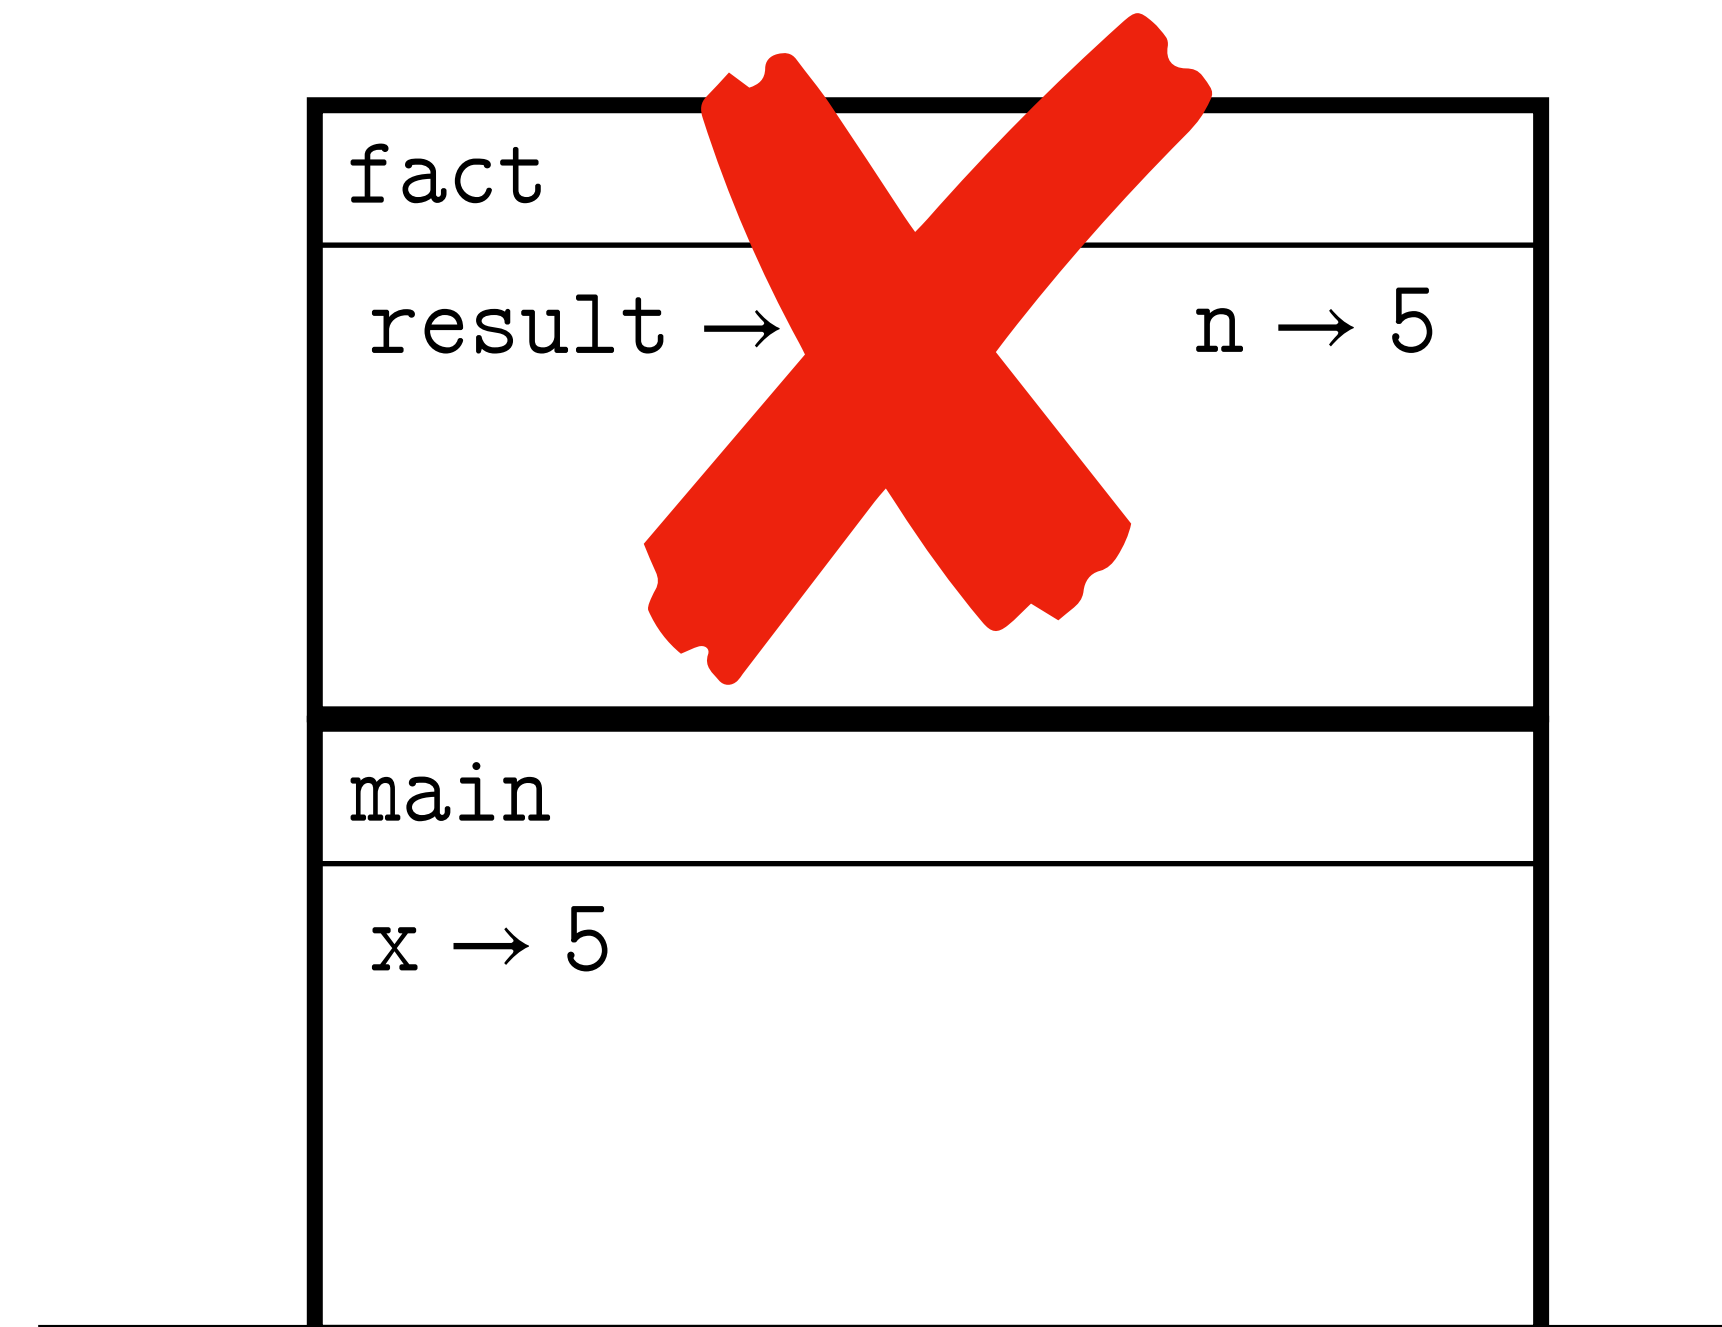 fact
result → n → 5
main
x → 5